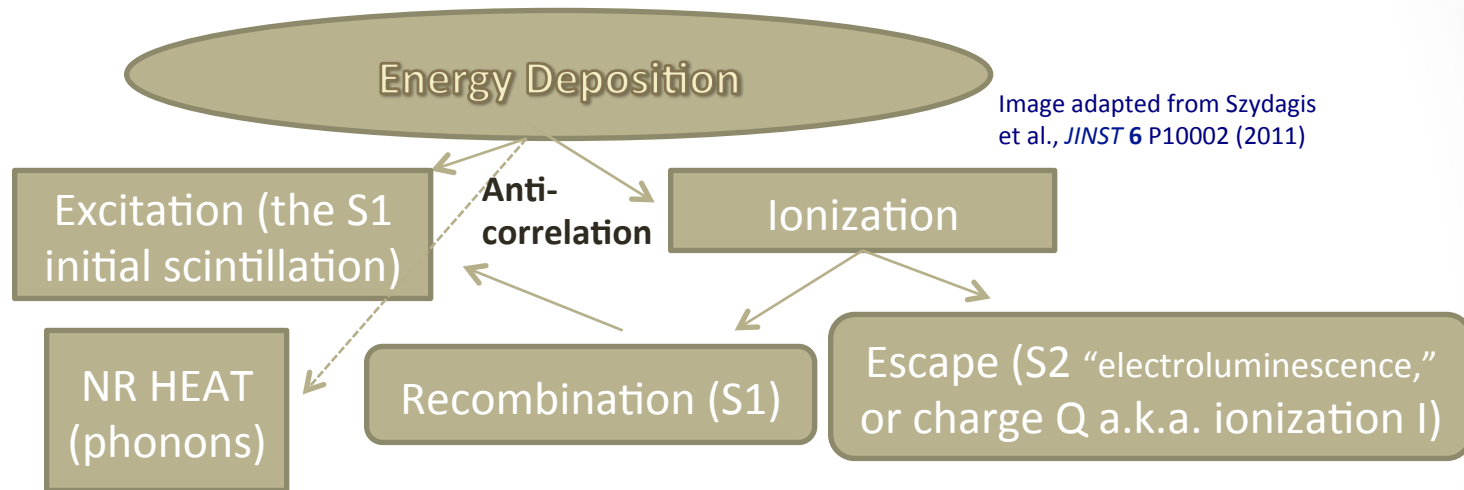 Energy Deposition
Image adapted from Szydagis
et al., JINST 6 P10002 (2011)
Excitation (the S1
initial scintillation)
Anti-
correlation
Ionization
NR HEAT
(phonons)
Recombination (S1)
Escape (S2 “electroluminescence,”
or charge Q a.k.a. ionization I)